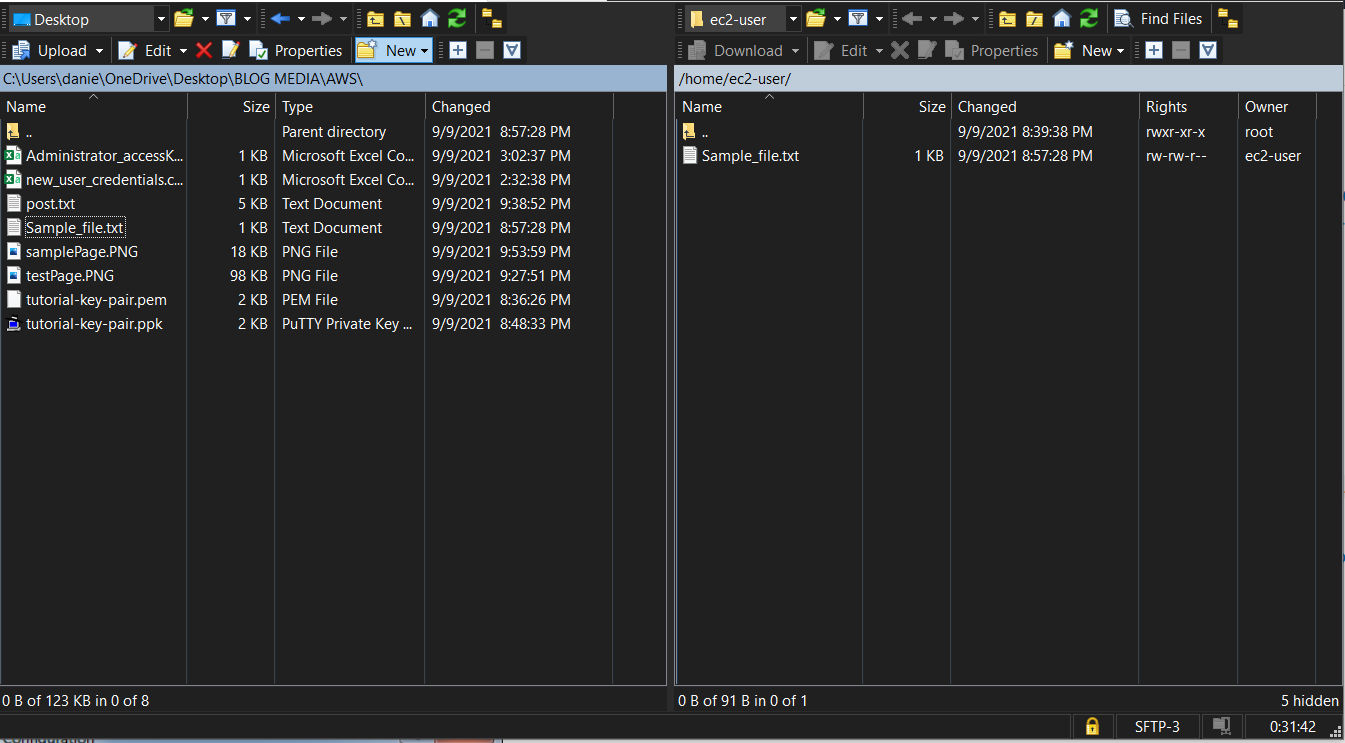 Desktop
Upload Edit Properties New
C:\Users\danie\OneDrive\Desktop\BLOG MEDIA\AWS\
Name Size Type Changed
.. Parent directory 9/9/2021 8:57:28 PM
Administrator_accessK... 1 KB Microsoft Excel Co... 9/9/2021 3:02:37 PM
new_user_credentials.c... 1 KB Microsoft Excel Co... 9/9/2021 2:32:38 PM
post.txt 5 KB Text Document 9/9/2021 9:38:52 PM
Sample_file.txt 1 KB Text Document 9/9/2021 8:57:28 PM
samplePage.PNG 18 KB PNG File 9/9/2021 9:53:59 PM
testPage.PNG 98 KB PNG File 9/9/2021 9:27:51 PM
tutorial-key-pair.pem 2 KB PEM File 9/9/2021 8:36:26 PM
tutorial-key-pair.ppk 2 KB PuTTY Private Key ... 9/9/2021 8:48:33 PM
0 B of 123 KB in 0 of 8
ec2-user Find Files
Download Edit Properties New
/home/ec2-user/
Name Size Changed Rights Owner
.. 9/9/2021 8:39:38 PM rwxr-xr-x root
Sample_file.txt 1 KB 9/9/2021 8:57:28 PM rw-rw-r-- ec2-user
0 B of 91 B in 0 of 1 5 hidden
SFTP-3 0:31:42